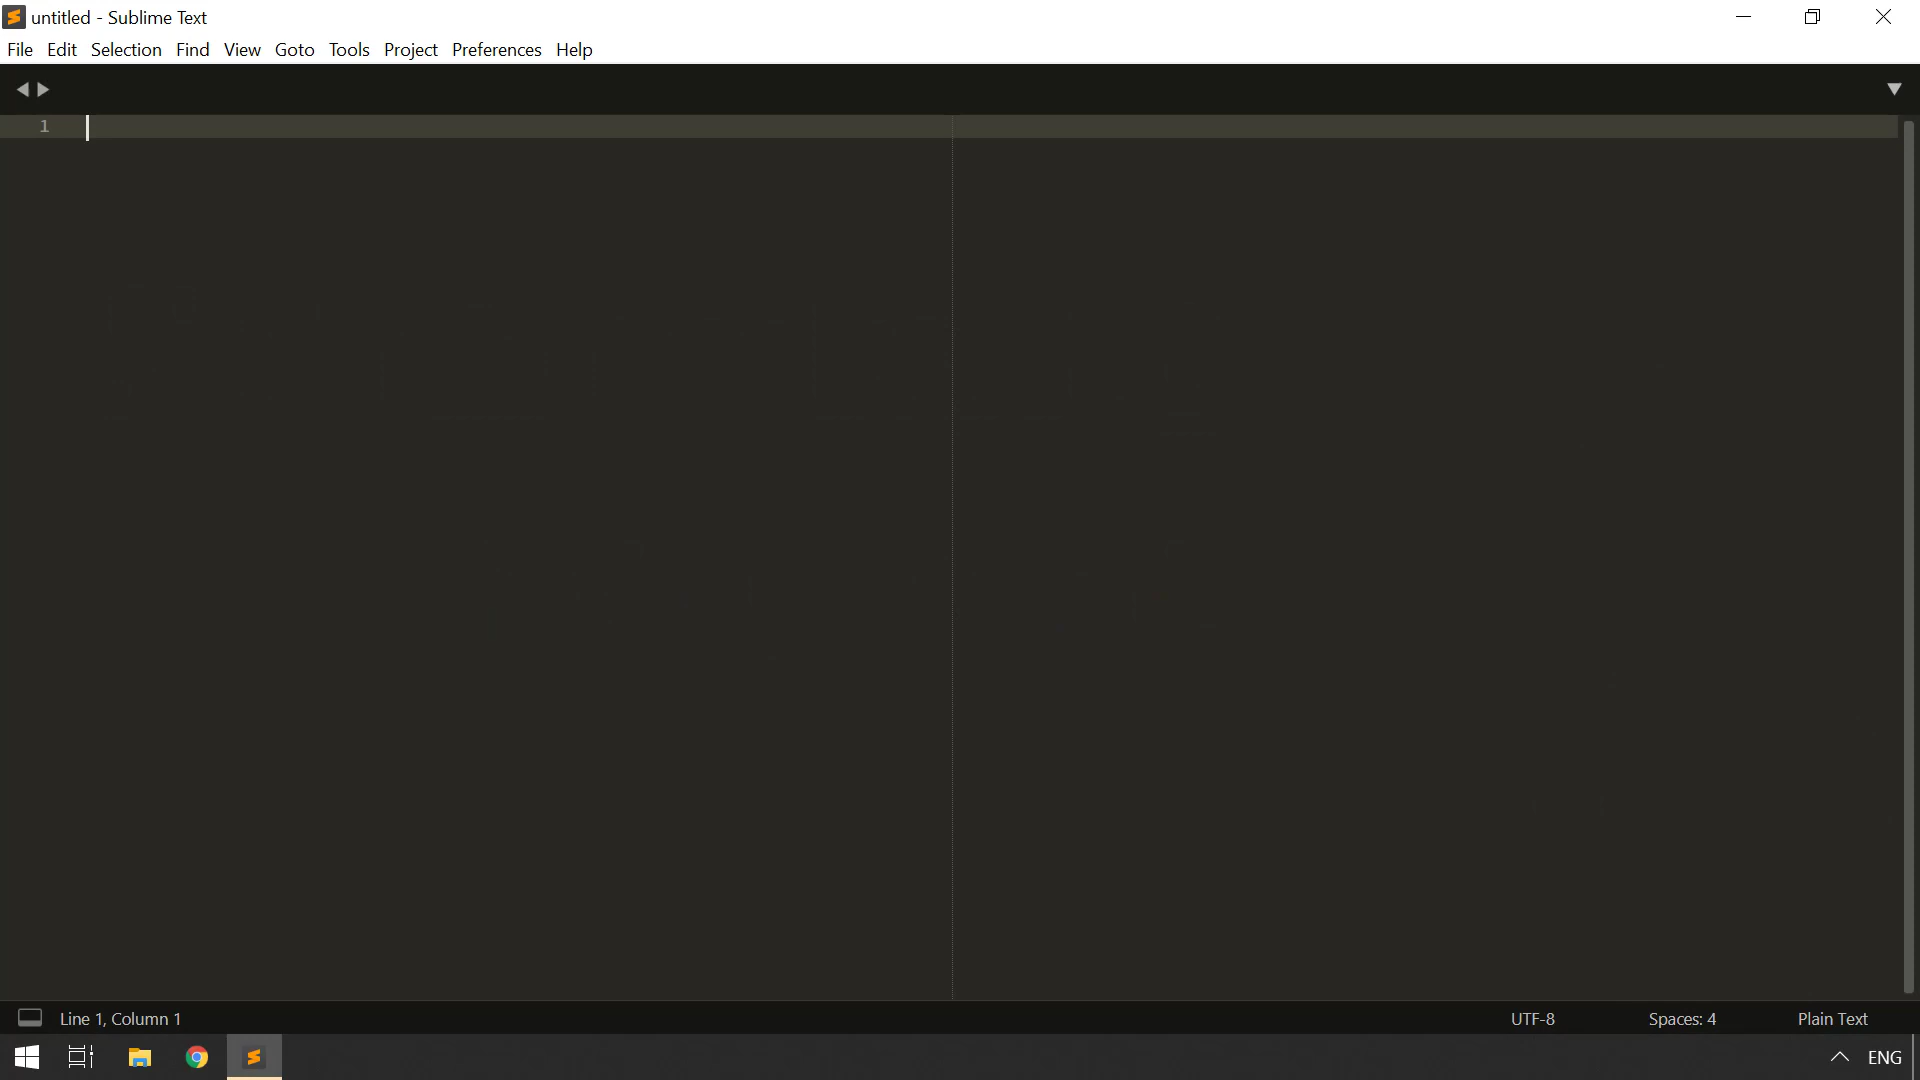 untitled - Sublime Text
File Edit Selection Find View Goto Tools Project Preferences Help
1
Line 1, Column 1 UTF-8 Spaces: 4 Plain Text
ENG